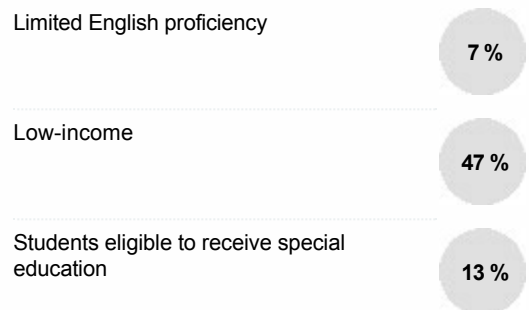 Limited English proficiency
7 %
Low-income
47 %
Students eligible to receive special
education
13 %